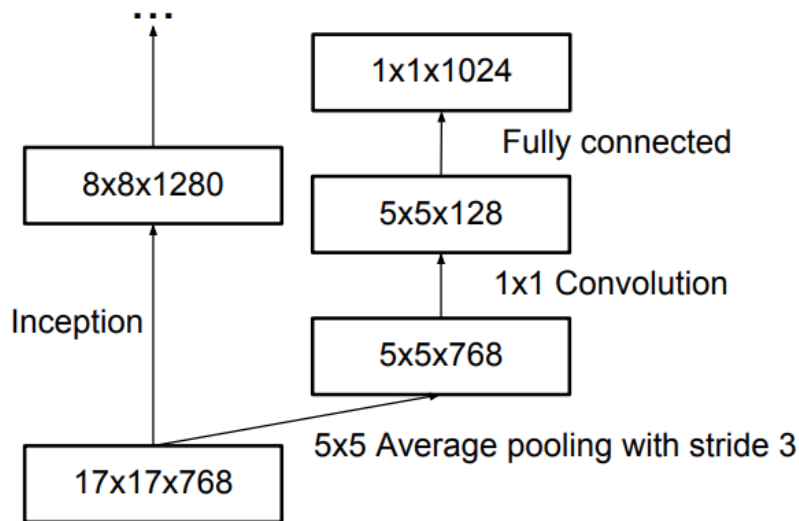 ...
1x1x1024
Fully connected
8x8x1280
5x5x128
1x1 Convolution
Inception
5x5x768
5x5 Average pooling with stride 3
17x17x768